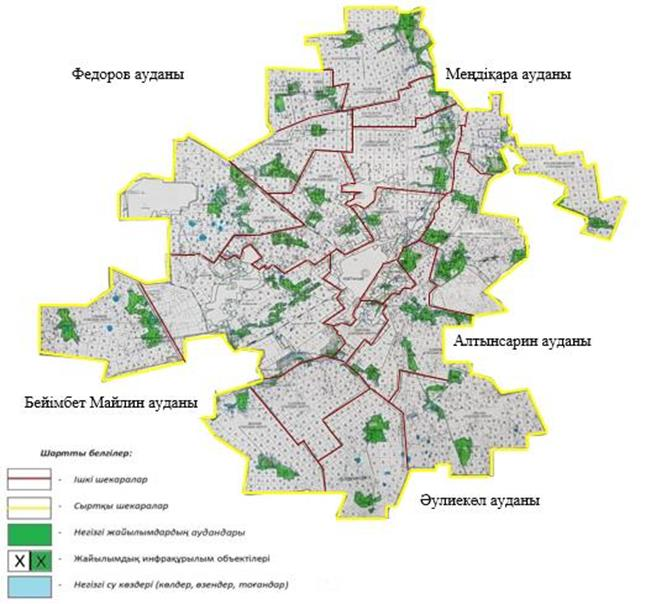 Федоров ауданы
Меңдіқара ауданы
Алтынсарин ауданы
Бейімбет Майлин ауданы
Әулиекөл ауданы
Шартты белгілер:
- Ішкі шекаралар
- Сыртқы шекаралар
- Негізгі жайылымдардың аудандары
X X - Жайылымдық инфрақұрылым объектілері
- Негізгі су көздері (көлдер, өзендер, тоғандар)